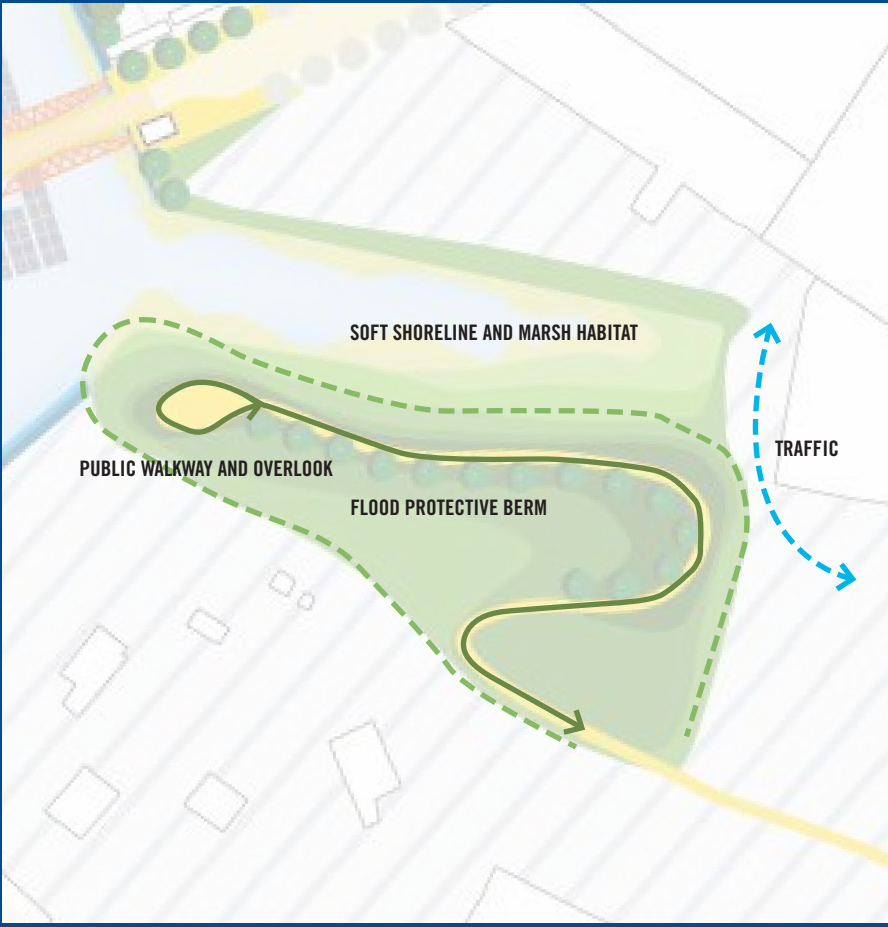 SOFT SHORELINE AND MARSH HABITAT
TRAFFIC
PUBLIC WALKWAY AND OVERLOOK
FLOOD PROTECTIVE BERM